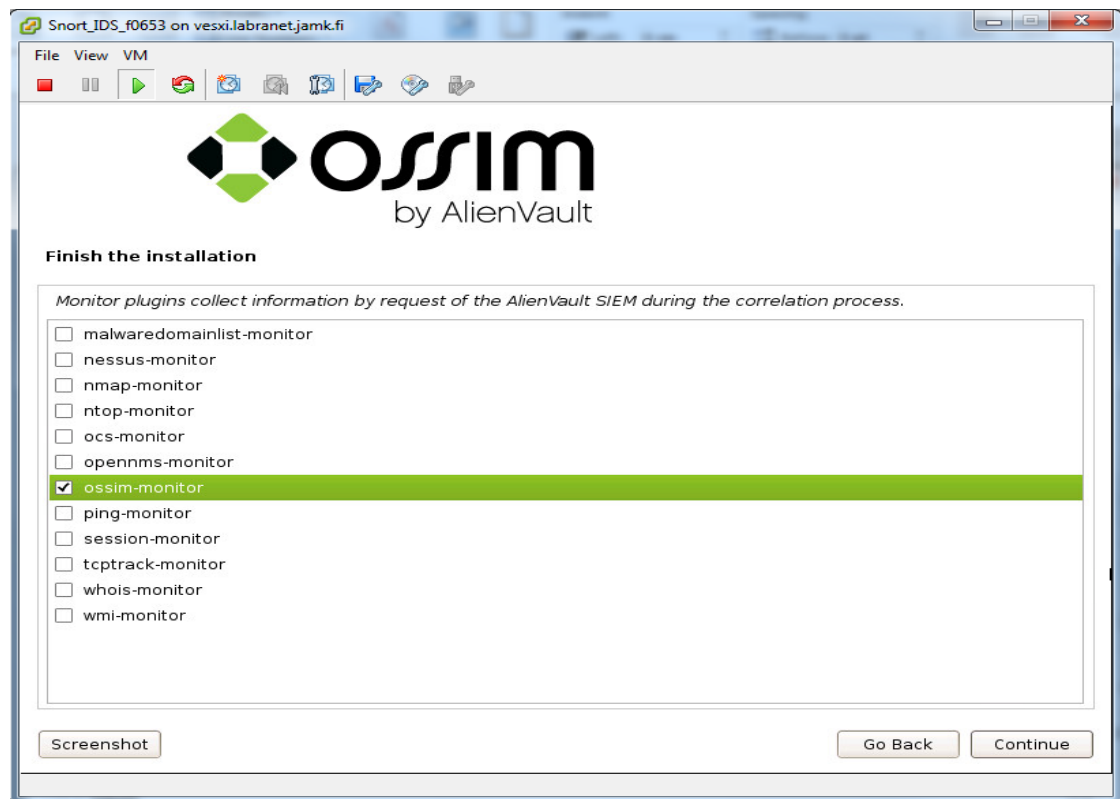 Snort_IDS_f0653 on vesxi.labranet.jamk.fi
File View VM
OSSIM
by AlienVault
Finish the installation
Monitor plugins collect information by request of the AlienVault SIEM during the correlation process.
malwaredomainlist-monitor
nessus-monitor
nmap-monitor
ntop-monitor
ocs-monitor
opennms-monitor
ossim-monitor
ping-monitor
session-monitor
tcptrack-monitor
whois-monitor
wmi-monitor
Screenshot Go Back Continue